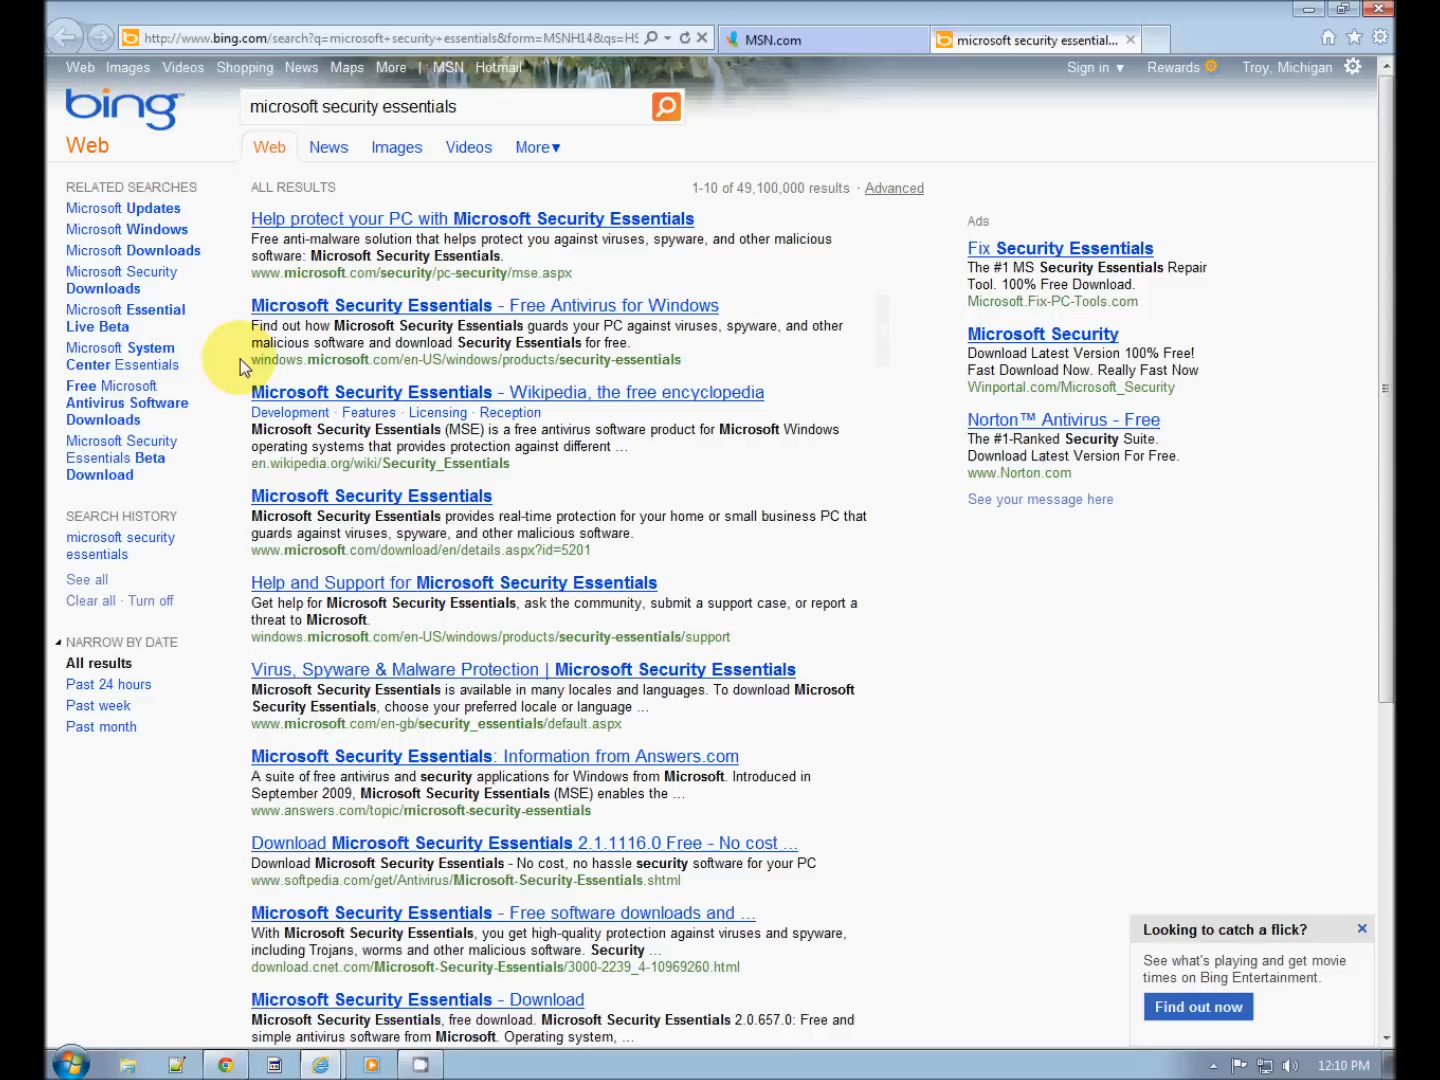 http://www.bing.com/search?q=microsoft+security+essentials&form=MSNH14&qs=HS
MSN.com
microsoft security essential...
Web Images Videos Shopping News Maps More | MSN Hotmail
Sign in ▼ Rewards Troy, Michigan
bing
microsoft security essentials
Web
Web News Images Videos More▼
RELATED SEARCHES
Microsoft Updates
Microsoft Windows
Microsoft Downloads
Microsoft Security
Downloads
Microsoft Essential
Live Beta
Microsoft System
Center Essentials
Free Microsoft
Antivirus Software
Downloads
Microsoft Security
Essentials Beta
Download
SEARCH HISTORY
microsoft security
essentials
See all
Clear all · Turn off
NARROW BY DATE
All results
Past 24 hours
Past week
Past month
ALL RESULTS
1-10 of 49,100,000 results · Advanced
Help protect your PC with Microsoft Security Essentials
Free anti-malware solution that helps protect you against viruses, spyware, and other malicious
software: Microsoft Security Essentials.
www.microsoft.com/security/pc-security/mse.aspx
Microsoft Security Essentials - Free Antivirus for Windows
Find out how Microsoft Security Essentials guards your PC against viruses, spyware, and other
malicious software and download Security Essentials for free.
windows.microsoft.com/en-US/windows/products/security-essentials
Microsoft Security Essentials - Wikipedia, the free encyclopedia
Development · Features · Licensing · Reception
Microsoft Security Essentials (MSE) is a free antivirus software product for Microsoft Windows
operating systems that provides protection against different ...
en.wikipedia.org/wiki/Security_Essentials
Microsoft Security Essentials
Microsoft Security Essentials provides real-time protection for your home or small business PC that
guards against viruses, spyware, and other malicious software.
www.microsoft.com/download/en/details.aspx?id=5201
Help and Support for Microsoft Security Essentials
Get help for Microsoft Security Essentials, ask the community, submit a support case, or report a
threat to Microsoft.
windows.microsoft.com/en-US/windows/products/security-essentials/support
Virus, Spyware & Malware Protection | Microsoft Security Essentials
Microsoft Security Essentials is available in many locales and languages. To download Microsoft
Security Essentials, choose your preferred locale or language ...
www.microsoft.com/en-gb/security_essentials/default.aspx
Microsoft Security Essentials: Information from Answers.com
A suite of free antivirus and security applications for Windows from Microsoft. Introduced in
September 2009, Microsoft Security Essentials (MSE) enables the ...
www.answers.com/topic/microsoft-security-essentials
Download Microsoft Security Essentials 2.1.1116.0 Free - No cost ...
Download Microsoft Security Essentials - No cost, no hassle security software for your PC
www.softpedia.com/get/Antivirus/Microsoft-Security-Essentials.shtml
Microsoft Security Essentials - Free software downloads and ...
With Microsoft Security Essentials, you get high-quality protection against viruses and spyware,
including Trojans, worms and other malicious software. Security ...
download.cnet.com/Microsoft-Security-Essentials/3000-2239_4-10969260.html
Microsoft Security Essentials - Download
Microsoft Security Essentials, free download. Microsoft Security Essentials 2.0.657.0: Free and
simple antivirus software from Microsoft. Operating system, ...
Ads
Fix Security Essentials
The #1 MS Security Essentials Repair
Tool. 100% Free Download.
Microsoft.Fix-PC-Tools.com
Microsoft Security
Download Latest Version 100% Free!
Fast Download Now. Really Fast Now
Winportal.com/Microsoft_Security
Norton™ Antivirus - Free
The #1-Ranked Security Suite.
Download Latest Version For Free.
www.Norton.com
See your message here
Looking to catch a flick?
See what's playing and get movie
times on Bing Entertainment.
Find out now
12:10 PM